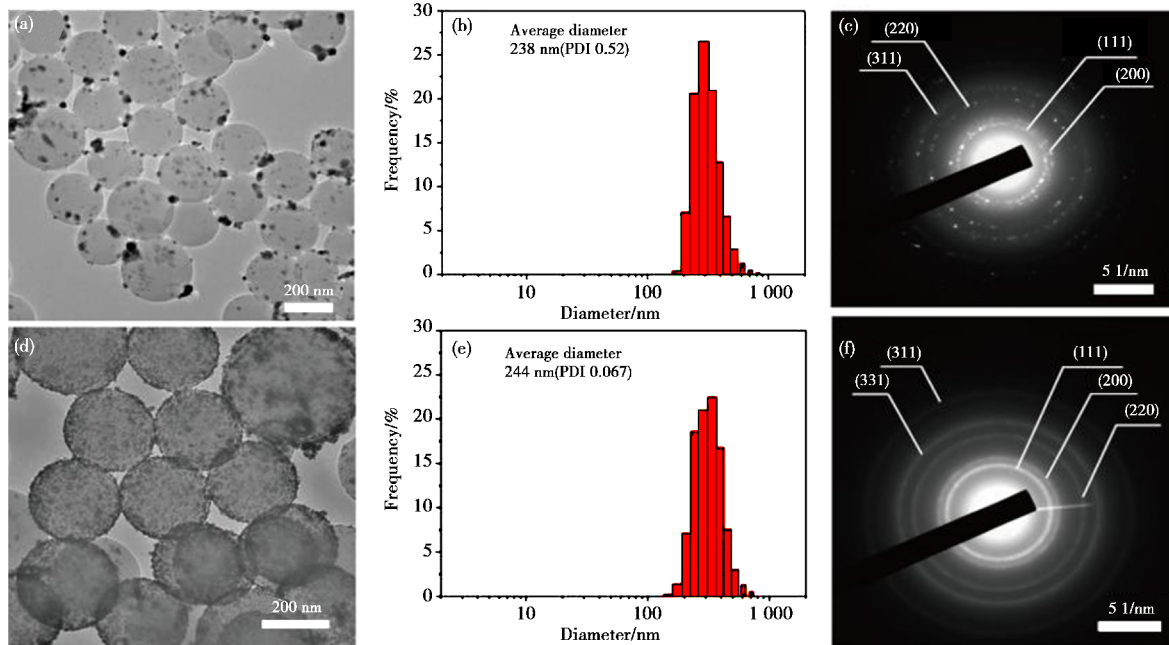 (a)
200 nm
(b)
Average diameter
238 nm(PDI 0.52)
30
25
20
15
10
5
0
Frequency/%
10
100
1 000
Diameter/nm
(c)
(220)
(311)
(111)
(200)
5 1/nm
(d)
200 nm
(e)
Average diameter
244 nm(PDI 0.067)
30
25
20
15
10
5
0
Frequency/%
10
100
1 000
Diameter/nm
(f)
(311)
(331)
(111)
(200)
(220)
5 1/nm